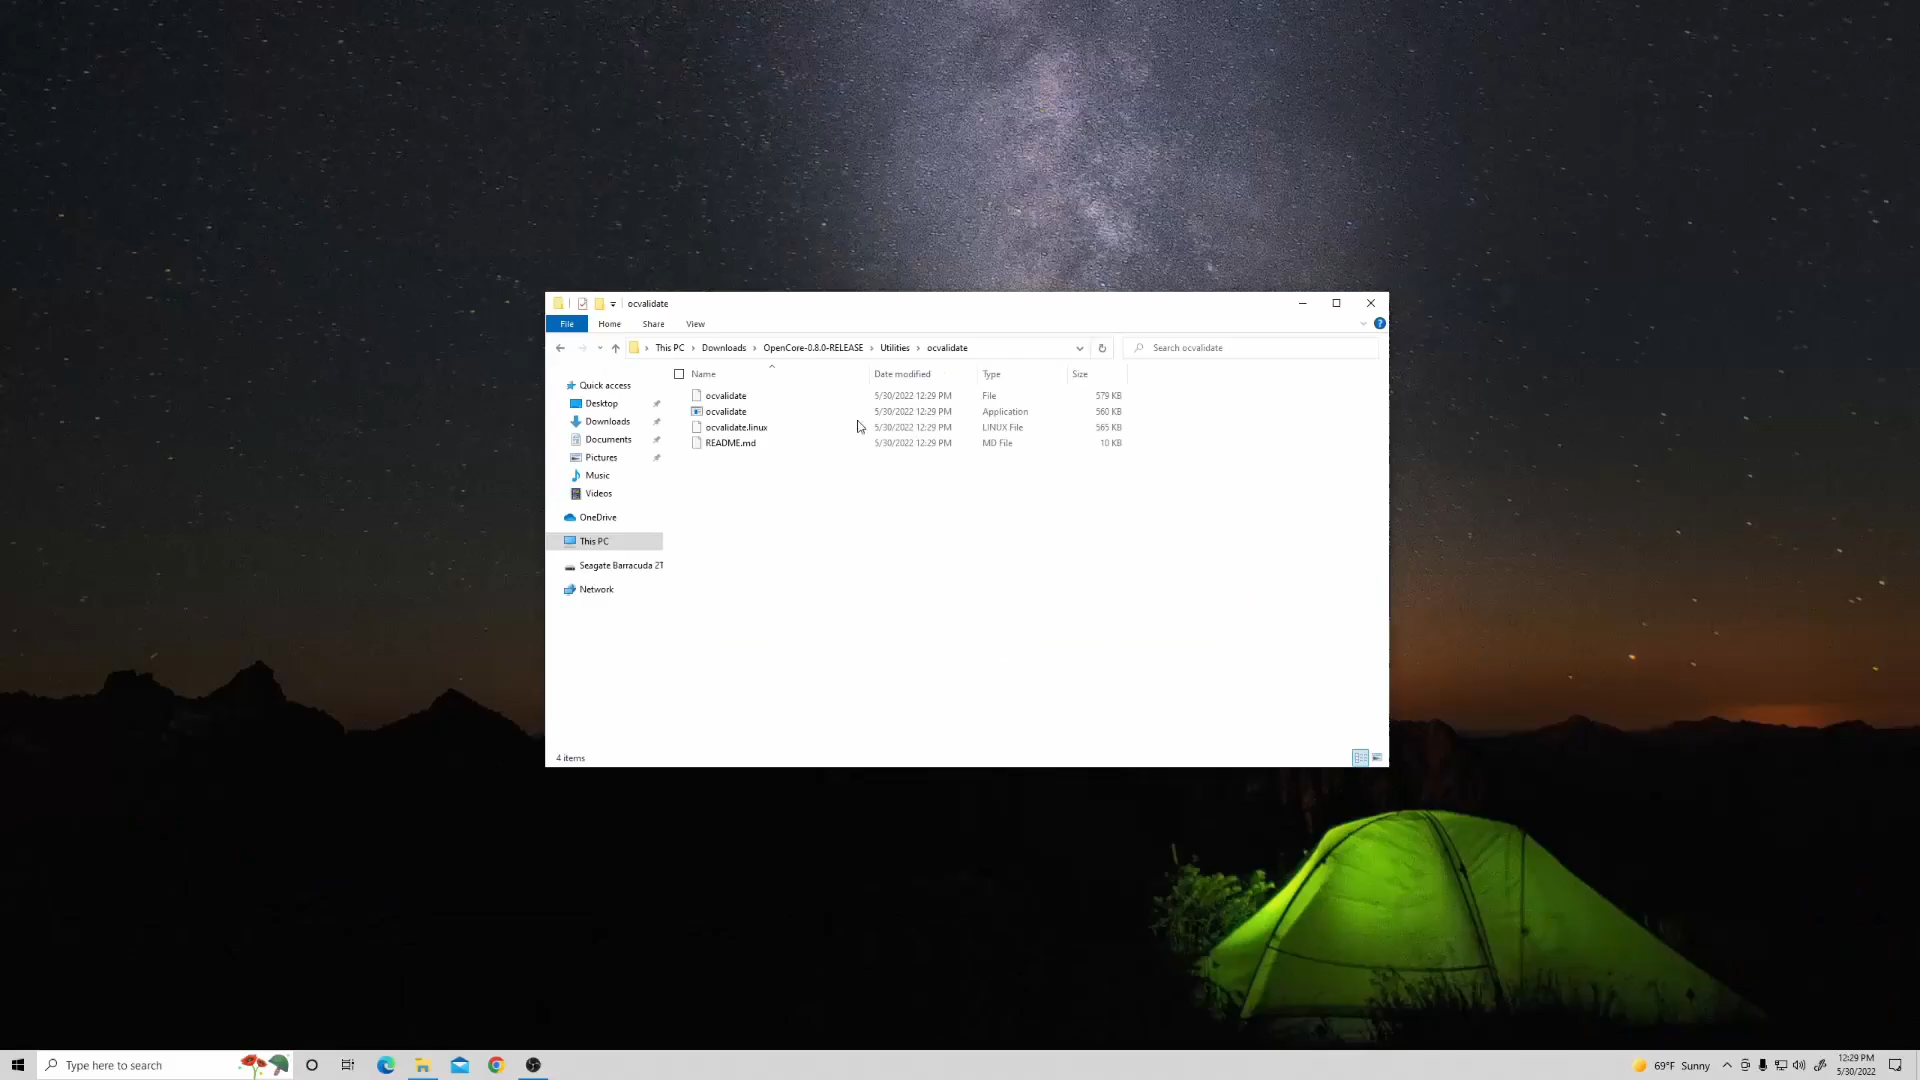 ocvalidate
File Home Share View
This PC Downloads OpenCore-0.8.0-RELEASE Utilities ocvalidate Search ocvalidate
Name Date modified Type Size
ocvalidate 5/30/2022 12:29 PM File 579 KB
ocvalidate 5/30/2022 12:29 PM Application 560 KB
ocvalidate.linux 5/30/2022 12:29 PM LINUX File 565 KB
README.md 5/30/2022 12:29 PM MD File 10 KB
Quick access
Desktop
Downloads
Documents
Pictures
Music
Videos
OneDrive
This PC
Seagate Barracuda 2T
Network
4 items
Type here to search 69°F Sunny 12:29 PM
5/30/2022